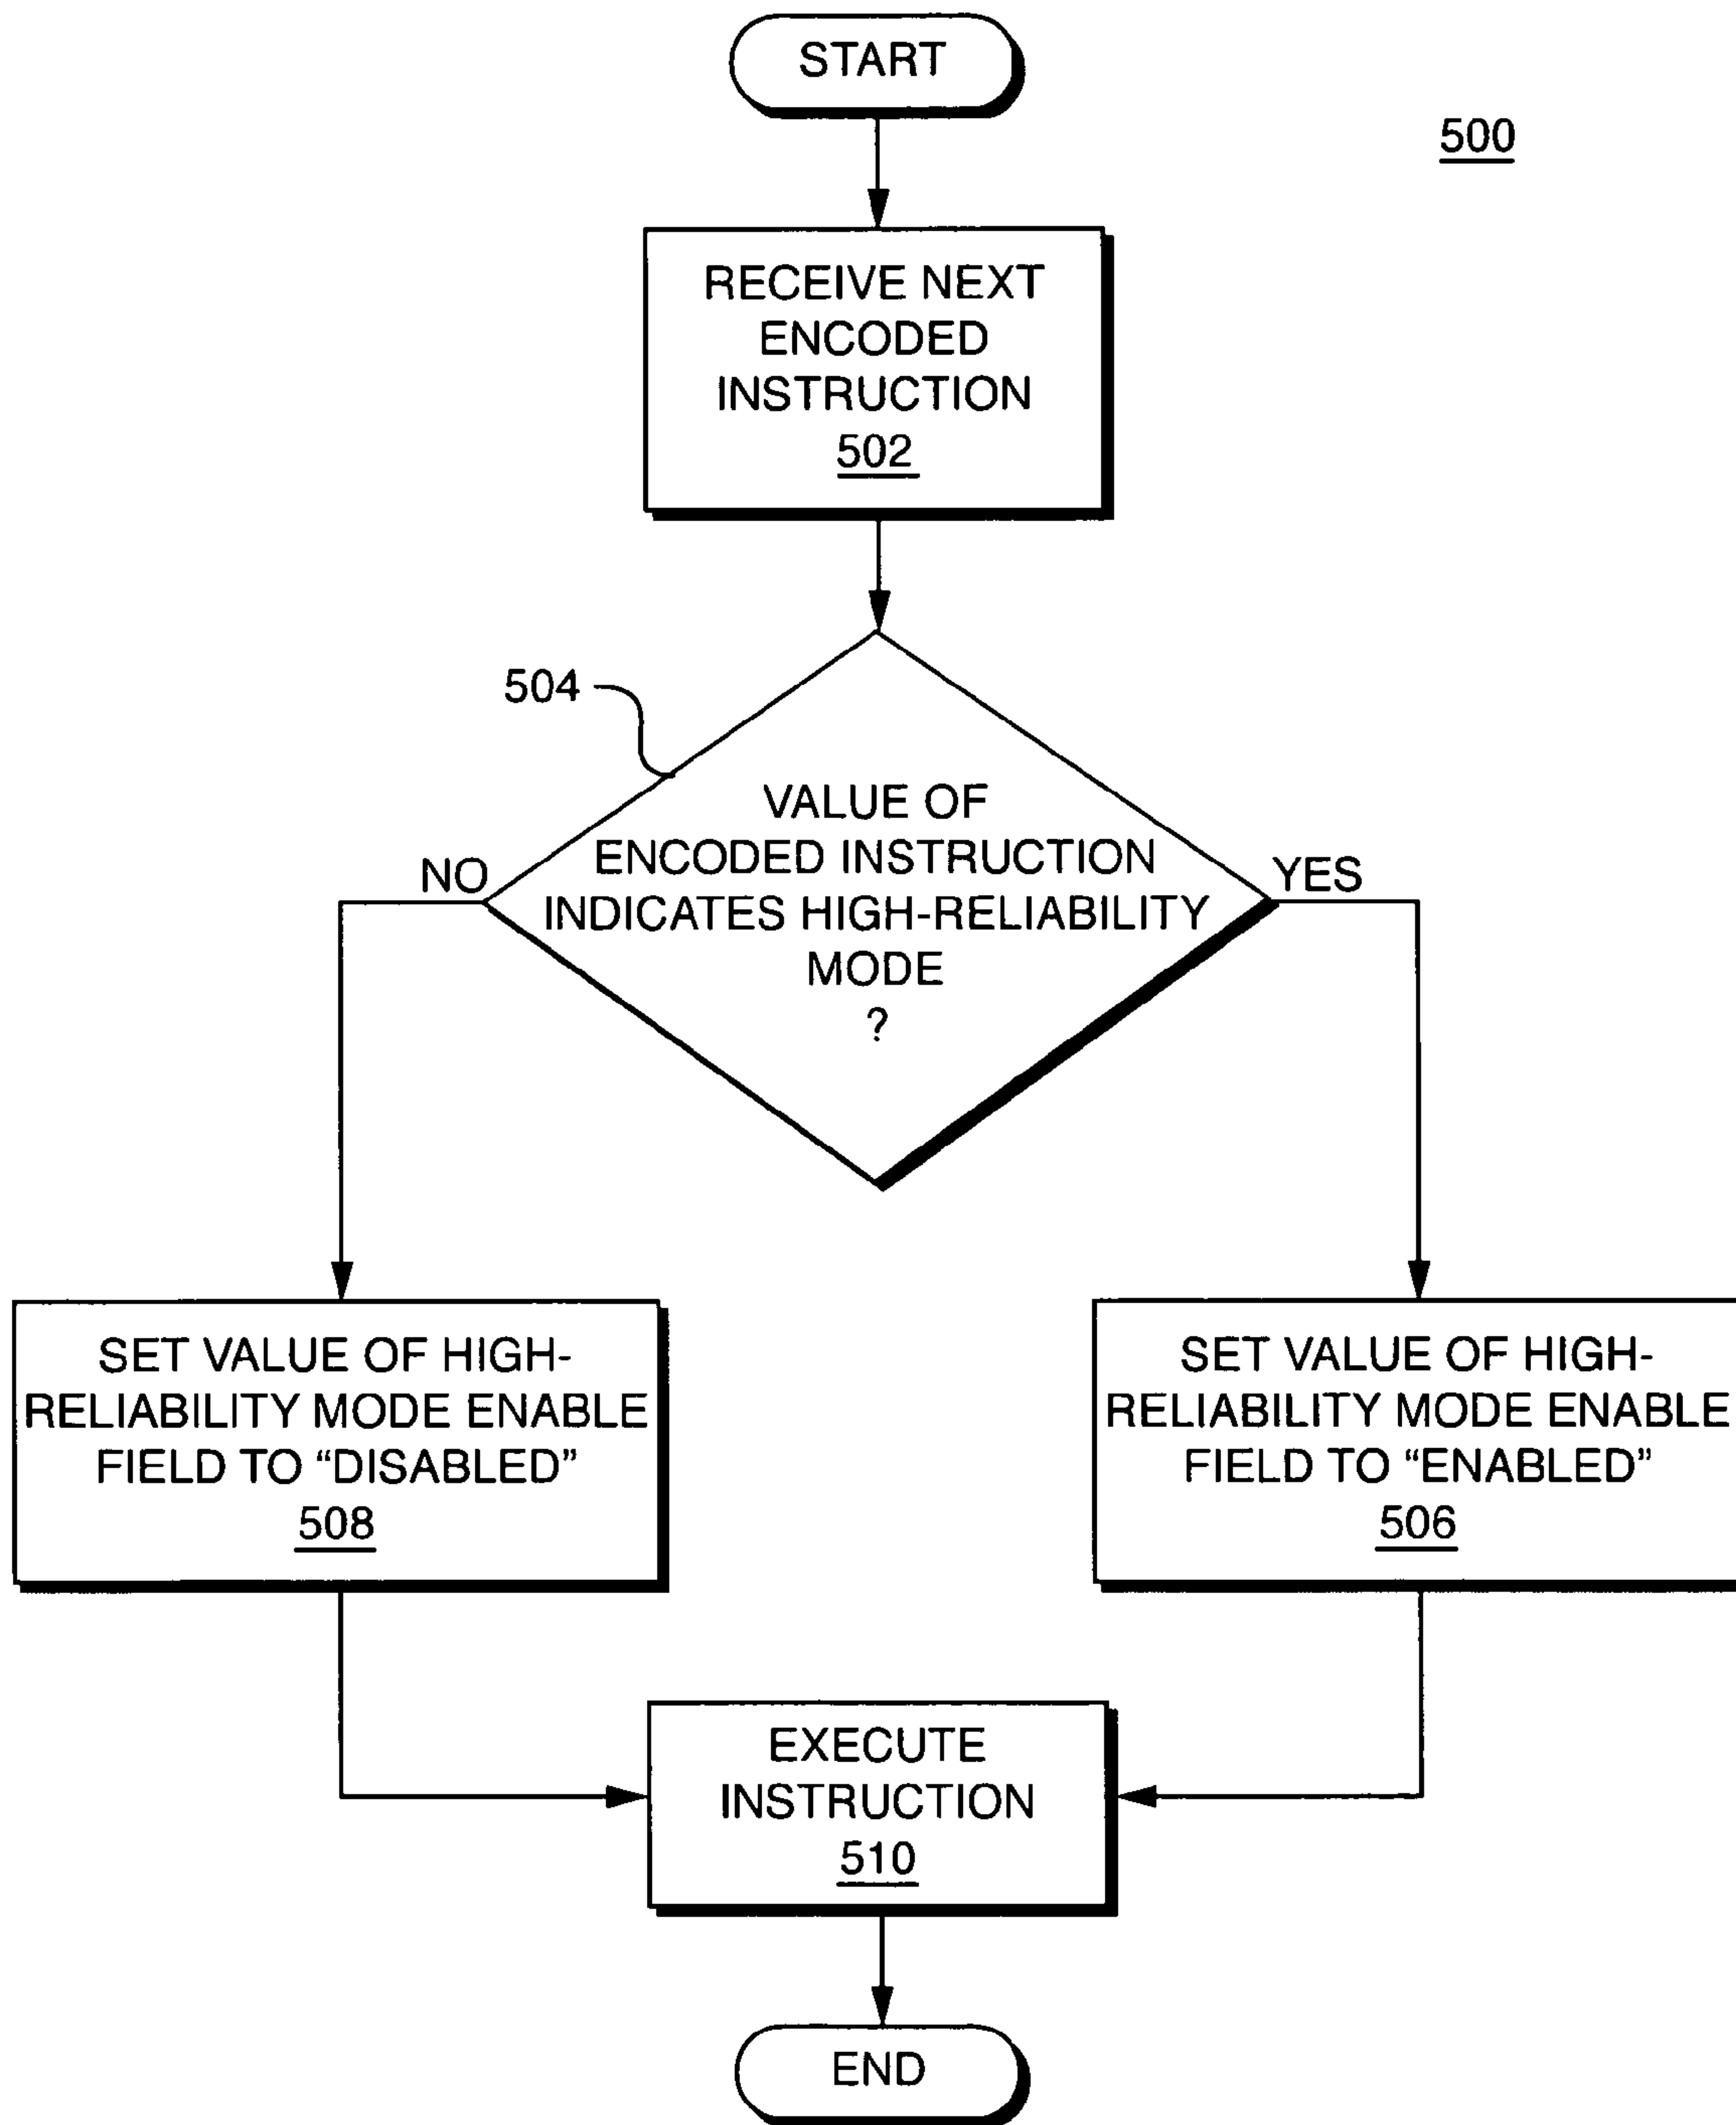 START
500
RECEIVE NEXT
ENCODED
INSTRUCTION
502
504
VALUE OF
ENCODED INSTRUCTION
INDICATES HIGH-RELIABILITY
MODE
?
NO
YES
SET VALUE OF HIGH-
RELIABILITY MODE ENABLE
FIELD TO “DISABLED”
508
SET VALUE OF HIGH-
RELIABILITY MODE ENABLE
FIELD TO “ENABLED”
506
EXECUTE
INSTRUCTION
510
END